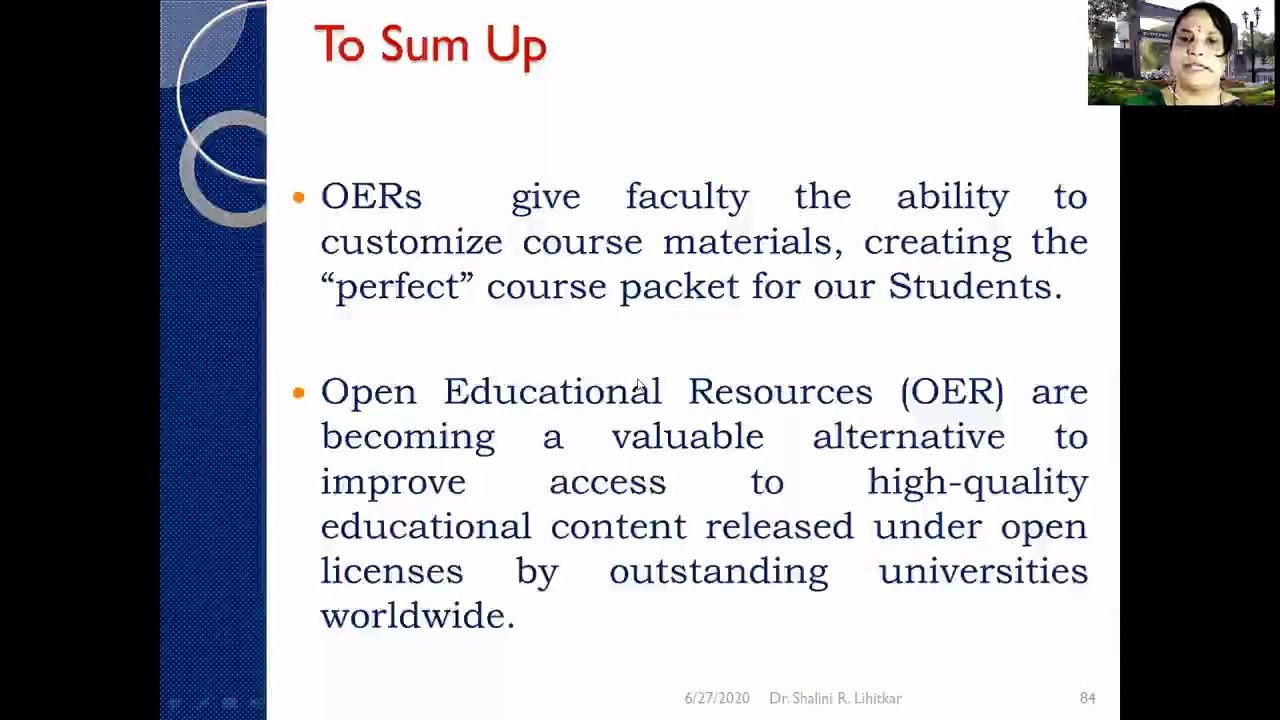 To Sum Up
• OERs give faculty the ability to
customize course materials, creating the
“perfect” course packet for our Students.
• Open Educational Resources (OER) are
becoming a valuable alternative to
improve access to high-quality
educational content released under open
licenses by outstanding universities
worldwide.
6/27/2020 Dr. Shalini R. Lihitkar 84